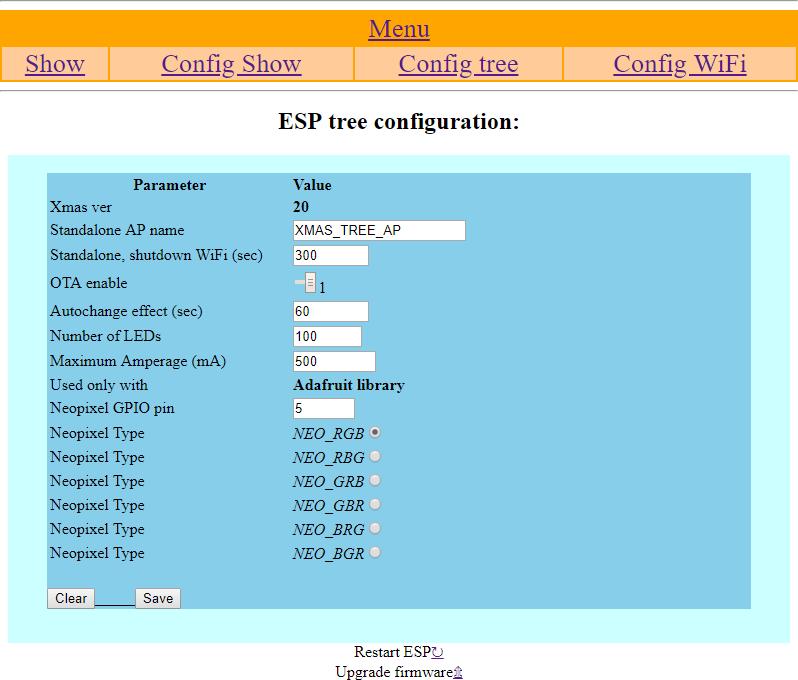 Menu
Show Config Show Config tree Config WiFi
ESP tree configuration:
Parameter Value
Xmas ver 20
Standalone AP name XMAS_TREE_AP
Standalone, shutdown WiFi (sec) 300
OTA enable 1
Autochange effect (sec) 60
Number of LEDs 100
Maximum Amperage (mA) 500
Used only with Adafruit library
Neopixel GPIO pin 5
Neopixel Type NEO_RGB
Neopixel Type NEO_RBG
Neopixel Type NEO_GRB
Neopixel Type NEO_GBR
Neopixel Type NEO_BRG
Neopixel Type NEO_BGR
Clear Save
Restart ESP↻
Upgrade firmware⇫